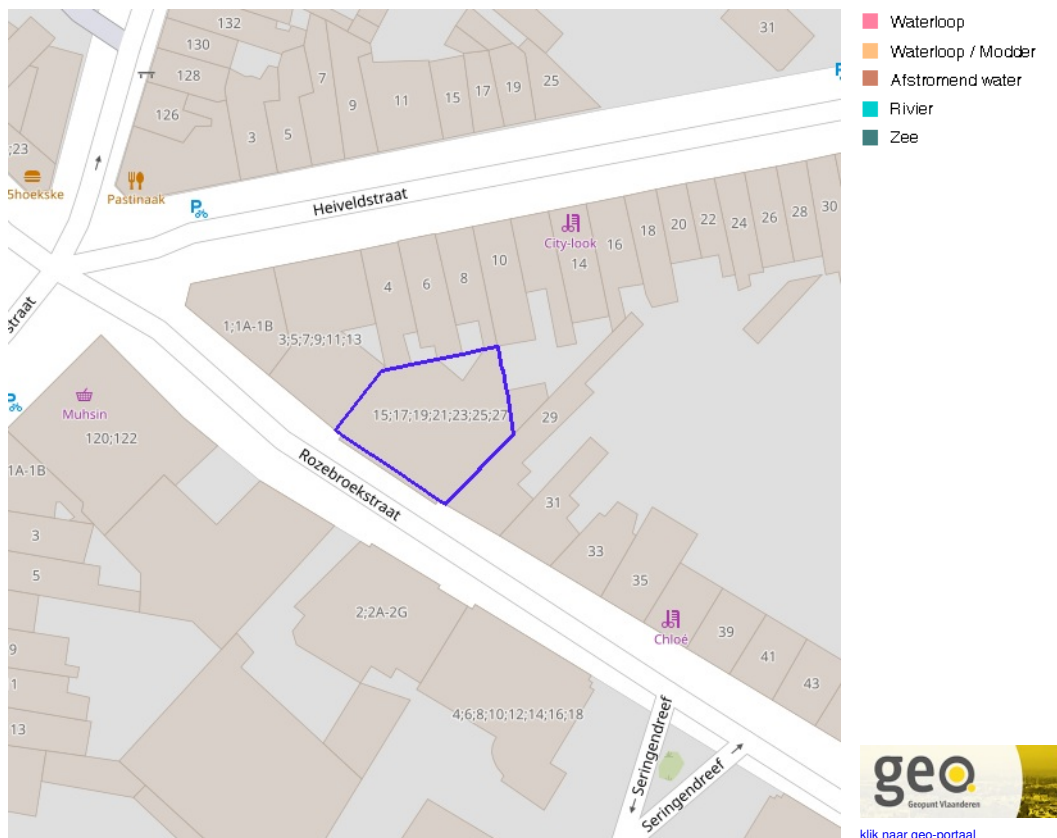 132
130
128
126
7
9
11
15
17
19
25
31
3
5
;23
5hoekske
Pastinaak
Heiveldstraat
City-look
4
6
8
10
14
16
18
20
22
24
26
28
30
straat
1;1A-1B
3;5;7;9;11;13
15;17;19;21;23;25;27
29
Muhsin
120;122
1A-1B
Rozebroekstraat
31
33
35
3
5
2;2A-2G
Chloé
39
41
43
9
1
13
4;6;8;10;12;14;16;18
Seringendreef
Seringendreef
Waterloop
Waterloop / Modder
Afstromend water
Rivier
Zee
geo
Geopunt Vlaanderen
klik naar geo-portaal